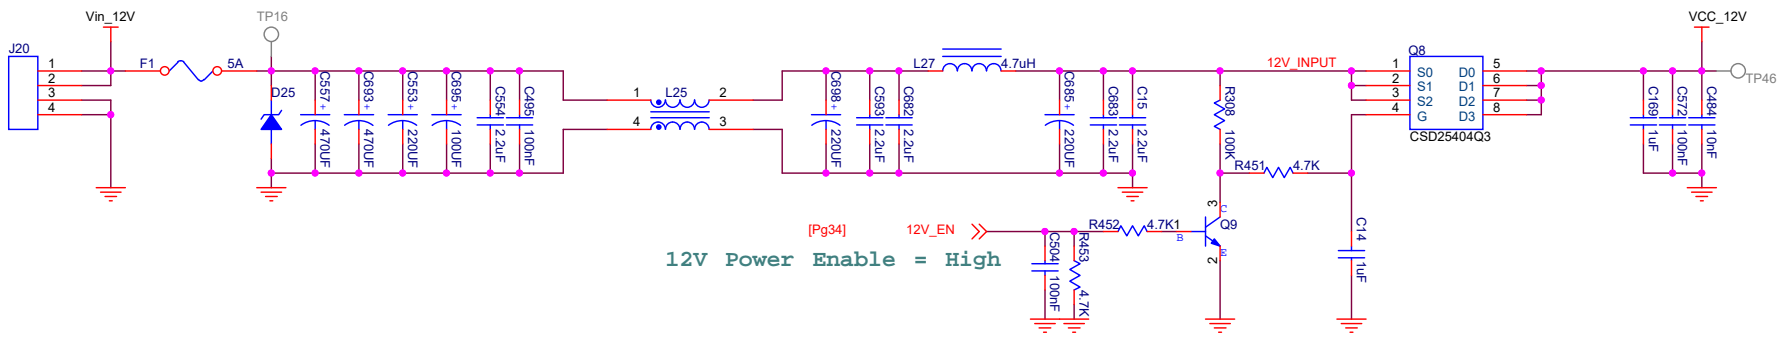 Vin_12V
TP16
VCC_12V
J20
1
2
3
4
F1
5A
D25
C557
+
470UF
C693
+
470UF
C553
+
220UF
C695
+
100UF
C554
2.2uF
C495
100nF
1
L25
2
4
3
C698
+
220UF
C593
2.2uF
C682
2.2uF
L27
4.7uH
C685
+
220UF
C683
2.2uF
C15
2.2uF
12V_INPUT
R308
100K
R451
4.7K
Q8
1
2
3
4
S0
S1
S2
G
D0
D1
D2
D3
5
6
7
8
CSD25404Q3
C169
1uF
C572
100nF
C484
10nF
TP46
[Pg34]
12V_EN
12V Power Enable = High
C504
100nF
R453
4.7K
R452
4.7K
1
B
3
C
Q9
E
2
C14
1uF